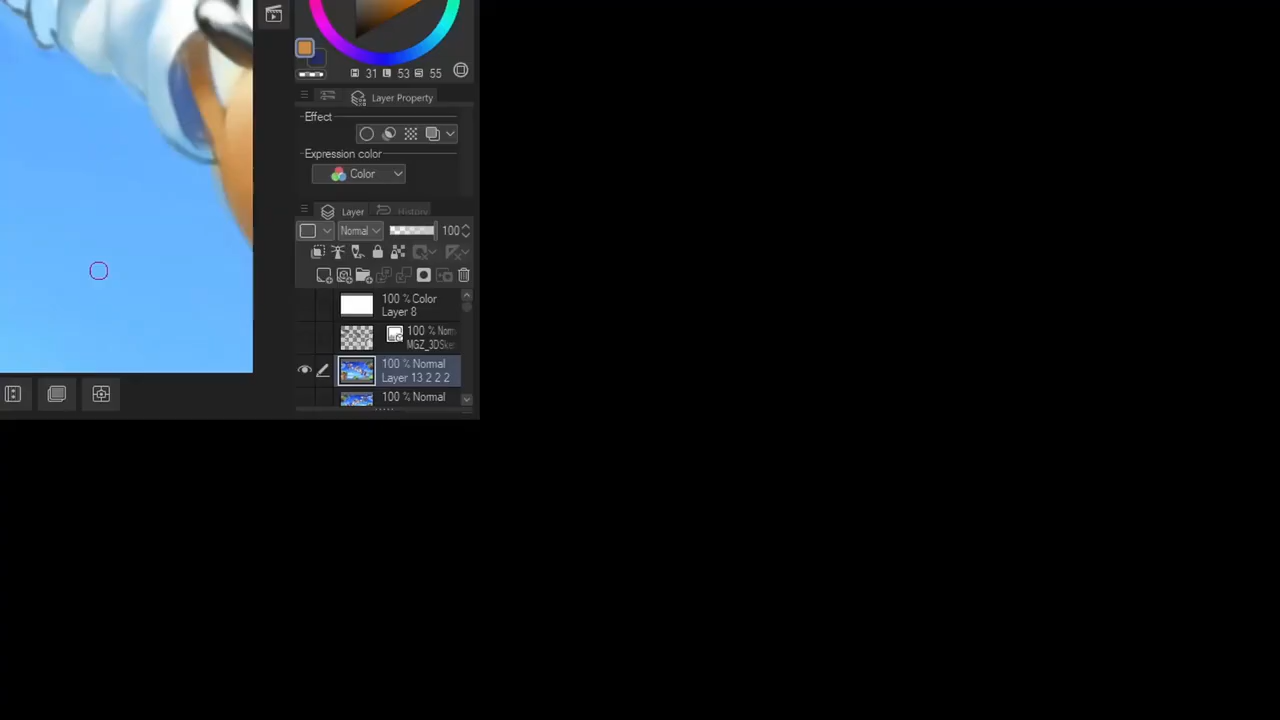 H 31 L 53 S 55
Layer Property
Effect
Expression color
Color
Layer History
Normal 100
100 % Color
Layer 8
100 % Norm
MGZ_3DSke
100 % Normal
Layer 13 2 2 2
100 % Normal